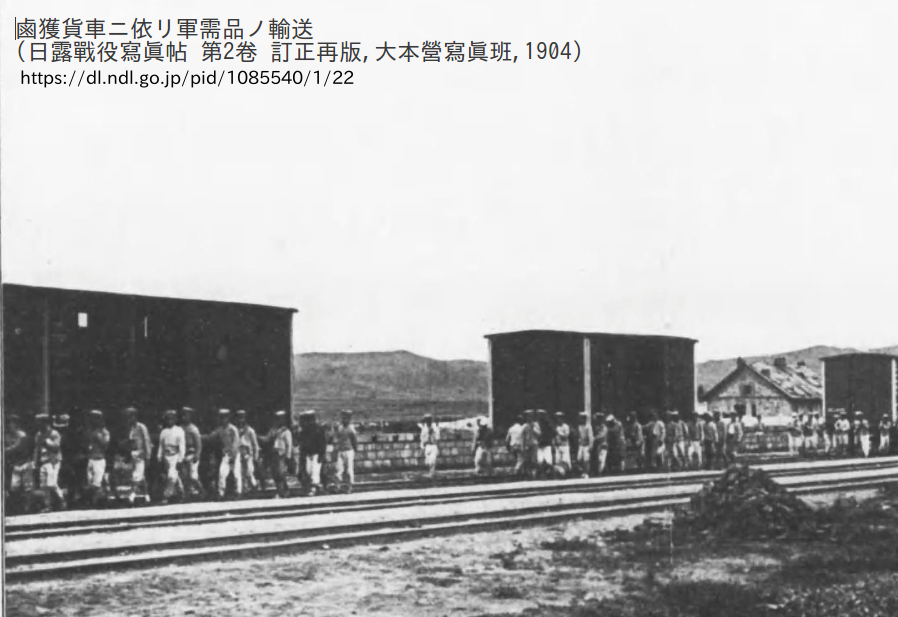 鹵獲貨車ニ依リ軍需品ノ輸送
(日露戰役寫眞帖 第2巻 訂正再版,大本營寫眞班,1904)
https://dl.ndl.go.jp/pid/1085540/1/22